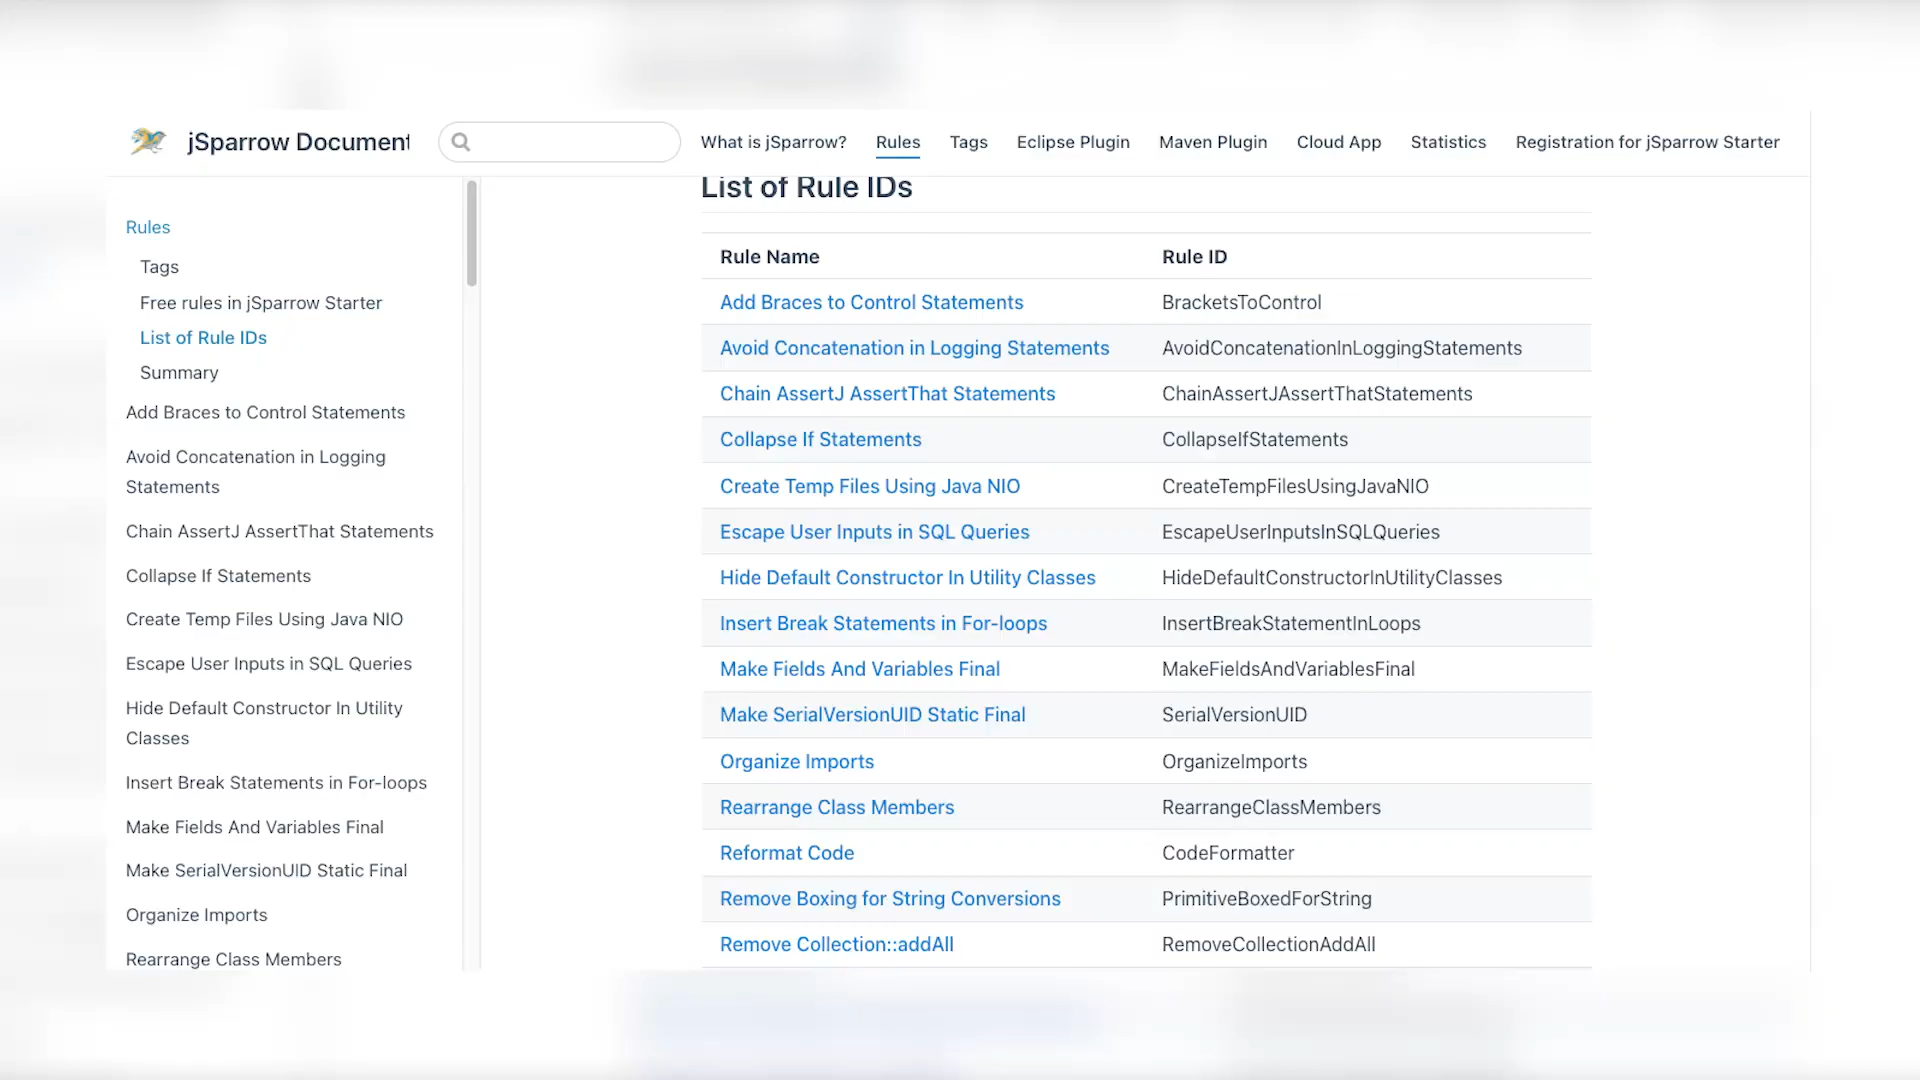 jSparrow Document
What is jSparrow?
Rules
Tags
Eclipse Plugin
Maven Plugin
Cloud App
Statistics
Registration for jSparrow Starter
Rules
Tags
Free rules in jSparrow Starter
List of Rule IDs
Summary
Add Braces to Control Statements
Avoid Concatenation in Logging
Statements
Chain AssertJ AssertThat Statements
Collapse If Statements
Create Temp Files Using Java NIO
Escape User Inputs in SQL Queries
Hide Default Constructor In Utility
Classes
Insert Break Statements in For-loops
Make Fields And Variables Final
Make SerialVersionUID Static Final
Organize Imports
Rearrange Class Members
List of Rule IDs
Rule Name Rule ID
Add Braces to Control Statements BracketsToControl
Avoid Concatenation in Logging Statements AvoidConcatenationInLoggingStatements
Chain AssertJ AssertThat Statements ChainAssertJAssertThatStatements
Collapse If Statements CollapseIfStatements
Create Temp Files Using Java NIO CreateTempFilesUsingJavaNIO
Escape User Inputs in SQL Queries EscapeUserInputsInSQLQueries
Hide Default Constructor In Utility Classes HideDefaultConstructorInUtilityClasses
Insert Break Statements in For-loops InsertBreakStatementInLoops
Make Fields And Variables Final MakeFieldsAndVariablesFinal
Make SerialVersionUID Static Final SerialVersionUID
Organize Imports OrganizeImports
Rearrange Class Members RearrangeClassMembers
Reformat Code CodeFormatter
Remove Boxing for String Conversions PrimitiveBoxedForString
Remove Collection::addAll RemoveCollectionAddAll